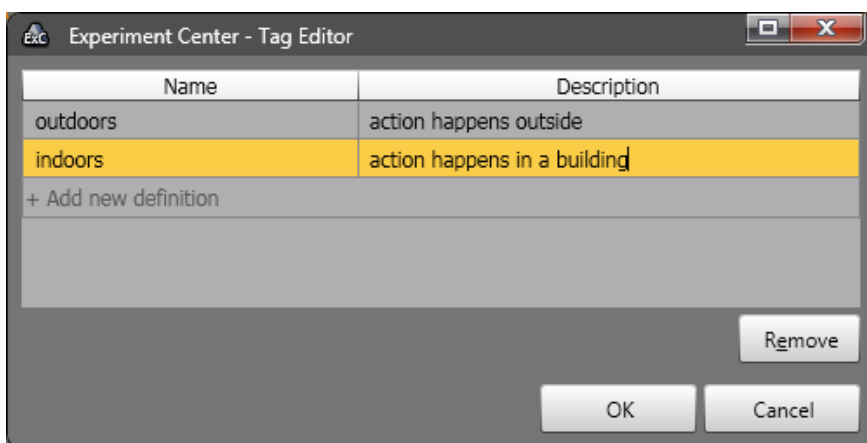 EXC Experiment Center - Tag Editor
Name Description
outdoors action happens outside
indoors action happens in a building
+ Add new definition
Remove
OK Cancel